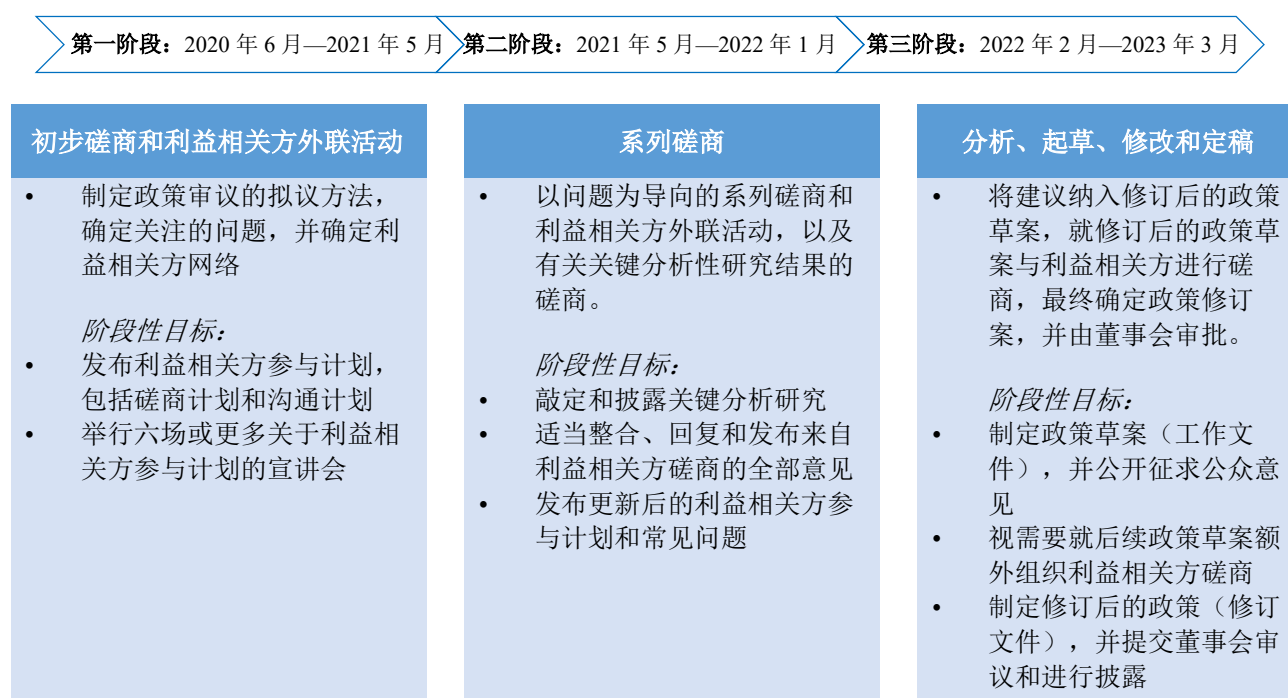 第一阶段：2020 年 6 月—2021 年 5 月
第二阶段：2021 年 5 月—2022 年 1 月
第三阶段：2022 年 2 月—2023 年 3 月
初步磋商和利益相关方外联活动
• 制定政策审议的拟议方法，
确定关注的问题，并确定利
益相关方网络
阶段性目标：
• 发布利益相关方参与计划，
包括磋商计划和沟通计划
• 举行六场或更多关于利益相
关方参与计划的宣讲会
系列磋商
• 以问题为导向的系列磋商和
利益相关方外联活动，以及
有关关键分析性研究结果的
磋商。
阶段性目标：
• 敲定和披露关键分析研究
• 适当整合、回复和发布来自
利益相关方磋商的全部意见
• 发布更新后的利益相关方参
与计划和常见问题
分析、起草、修改和定稿
• 将建议纳入修订后的政策
草案，就修订后的政策草
案与利益相关方进行磋
商，最终确定政策修订
案，并由董事会审批。
阶段性目标：
• 制定政策草案（工作文
件），并公开征求公众意
见
• 视需要就后续政策草案额
外组织利益相关方磋商
• 制定修订后的政策（修订
文件），并提交董事会审
议和进行披露